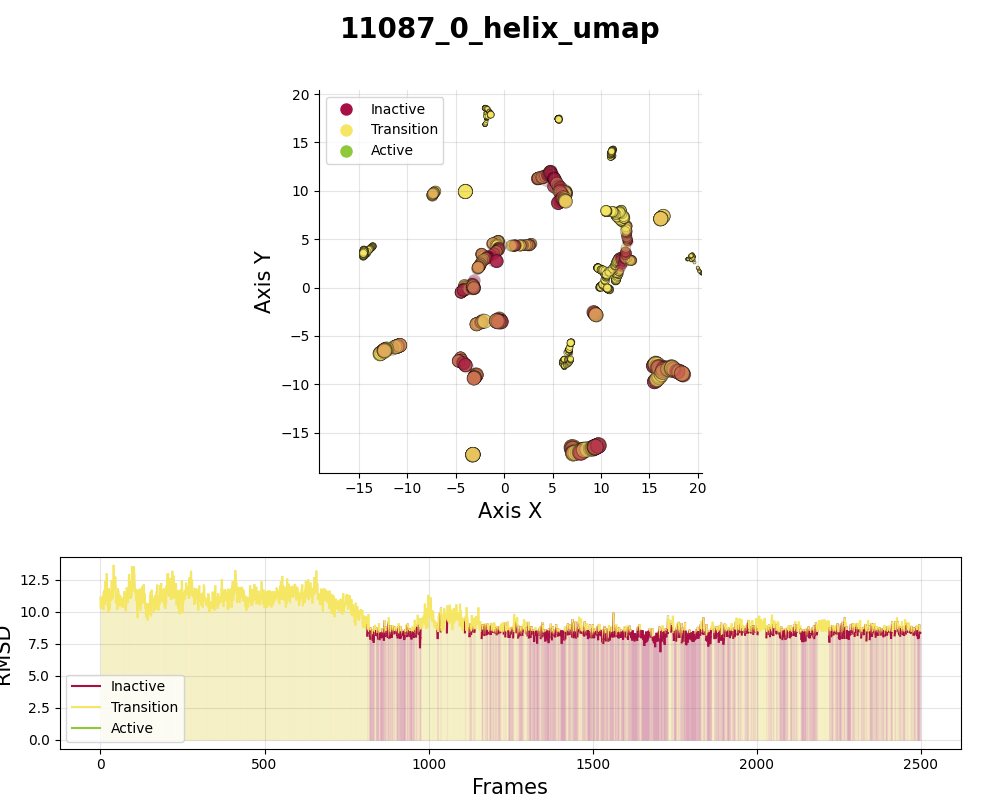 11087_0_helix_umap
20
15
10
5
0
−5
−10
−15
Axis Y
Inactive
Transition
Active
−15 −10 −5 0 5 10 15 20
Axis X
12.5
10.0
7.5
5.0
2.5
0.0
RMSD
Inactive
Transition
Active
0 500 1000 1500 2000 2500
Frames